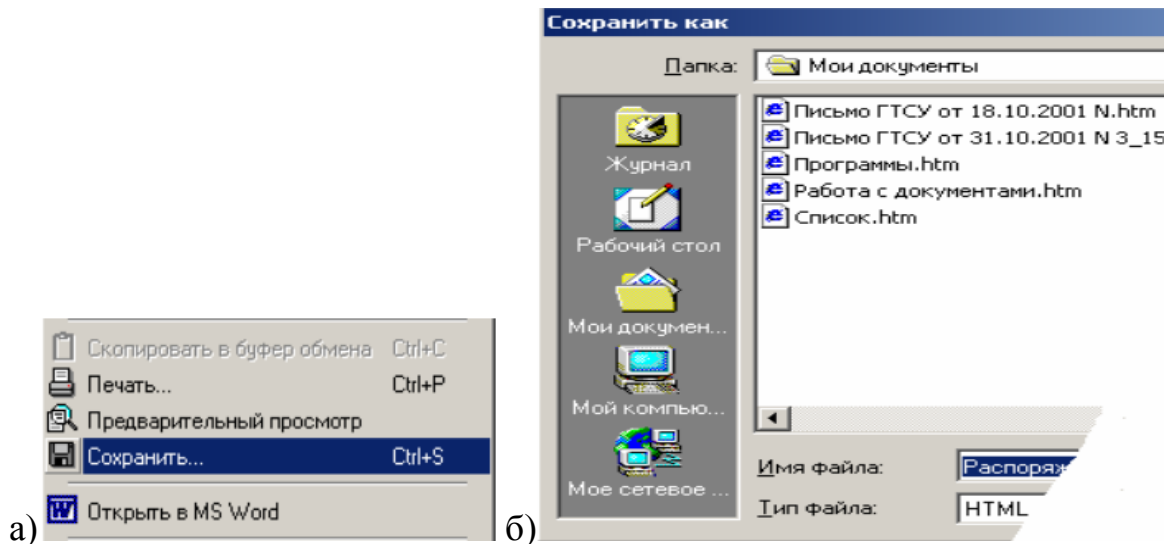 Скопировать в буфер обмена Ctrl+C
Печать... Ctrl+P
Предварительный просмотр
Сохранить... Ctrl+S
Открыть в MS Word
а)
Сохранить как
Папка: Мои документы
Журнал
Рабочий стол
Мои докумен...
Мой компью...
Мое сетевое ...
Письмо ГТСУ от 18.10.2001 N.htm
Письмо ГТСУ от 31.10.2001 N 3_15
Программы.htm
Работа с документами.htm
Список.htm
Имя файла: Распоряж
Тип файла: HTML
б)